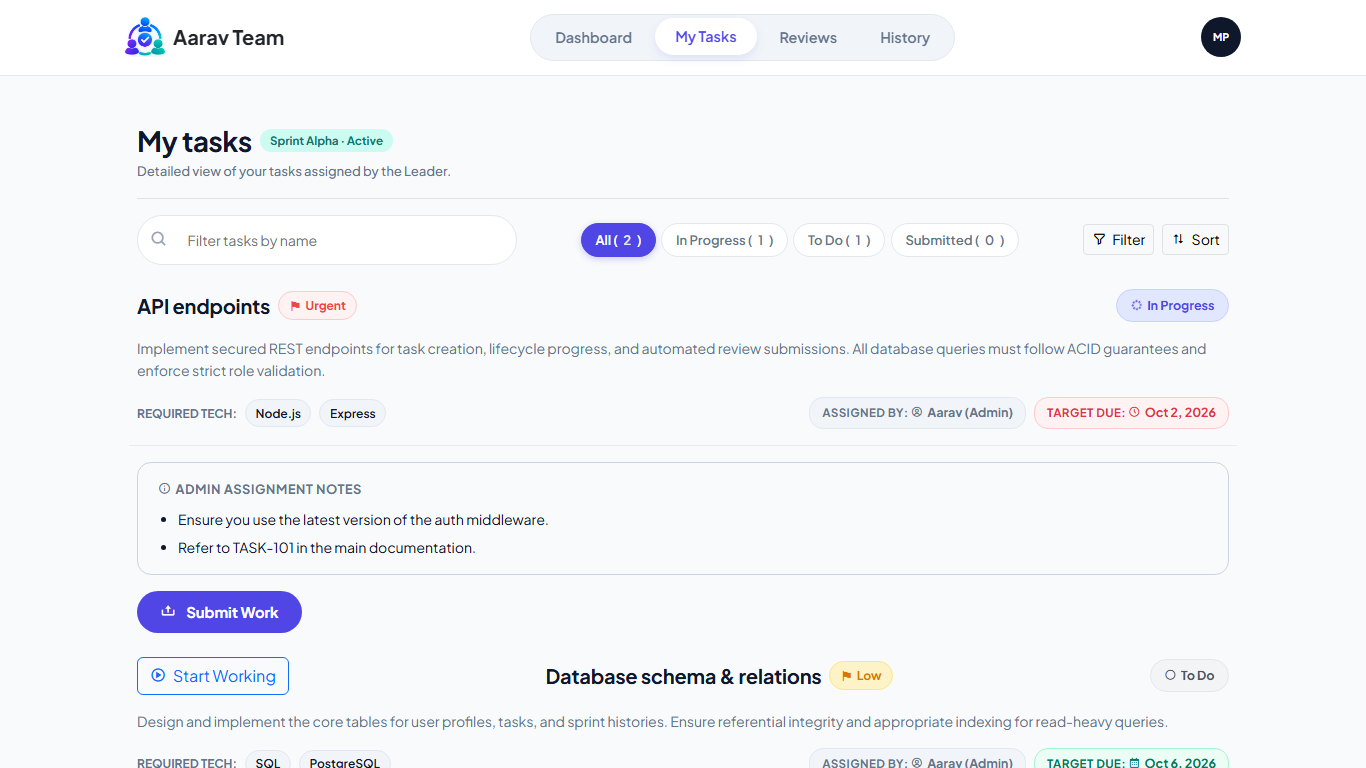 Aarav Team
Dashboard
My Tasks
Reviews
History
MP
My tasks
Sprint Alpha · Active
Detailed view of your tasks assigned by the Leader.
Filter tasks by name
All ( 2 )
In Progress ( 1 )
To Do ( 1 )
Submitted ( 0 )
Filter
Sort
API endpoints
Urgent
In Progress
Implement secured REST endpoints for task creation, lifecycle progress, and automated review submissions. All database queries must follow ACID guarantees and
enforce strict role validation.
REQUIRED TECH:
Node.js
Express
ASSIGNED BY: Aarav (Admin)
TARGET DUE: Oct 2, 2026
ADMIN ASSIGNMENT NOTES
• Ensure you use the latest version of the auth middleware.
• Refer to TASK-101 in the main documentation.
Submit Work
Start Working
Database schema & relations
Low
To Do
Design and implement the core tables for user profiles, tasks, and sprint histories. Ensure referential integrity and appropriate indexing for read-heavy queries.
REQUIRED TECH:
SQL
PostgreSQL
ASSIGNED BY: Aarav (Admin)
TARGET DUE: Oct 6, 2026